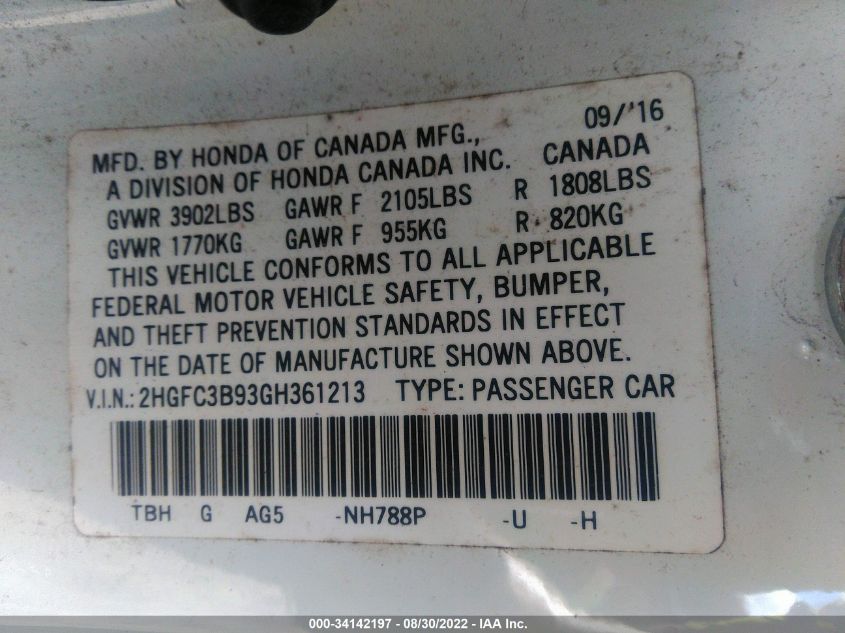 09/'16
MFD. BY HONDA OF CANADA MFG.,
A DIVISION OF HONDA CANADA INC. CANADA
GVWR 3902LBS GAWR F 2105LBS R 1808LBS
GVWR 1770KG GAWR F 955KG R 820KG
THIS VEHICLE CONFORMS TO ALL APPLICABLE
FEDERAL MOTOR VEHICLE SAFETY, BUMPER,
AND THEFT PREVENTION STANDARDS IN EFFECT
ON THE DATE OF MANUFACTURE SHOWN ABOVE.
V.I.N.: 2HGFC3B93GH361213 TYPE: PASSENGER CAR
TBH G AG5 -NH788P -U -H
000-34142197 - 08/30/2022 - IAA Inc.